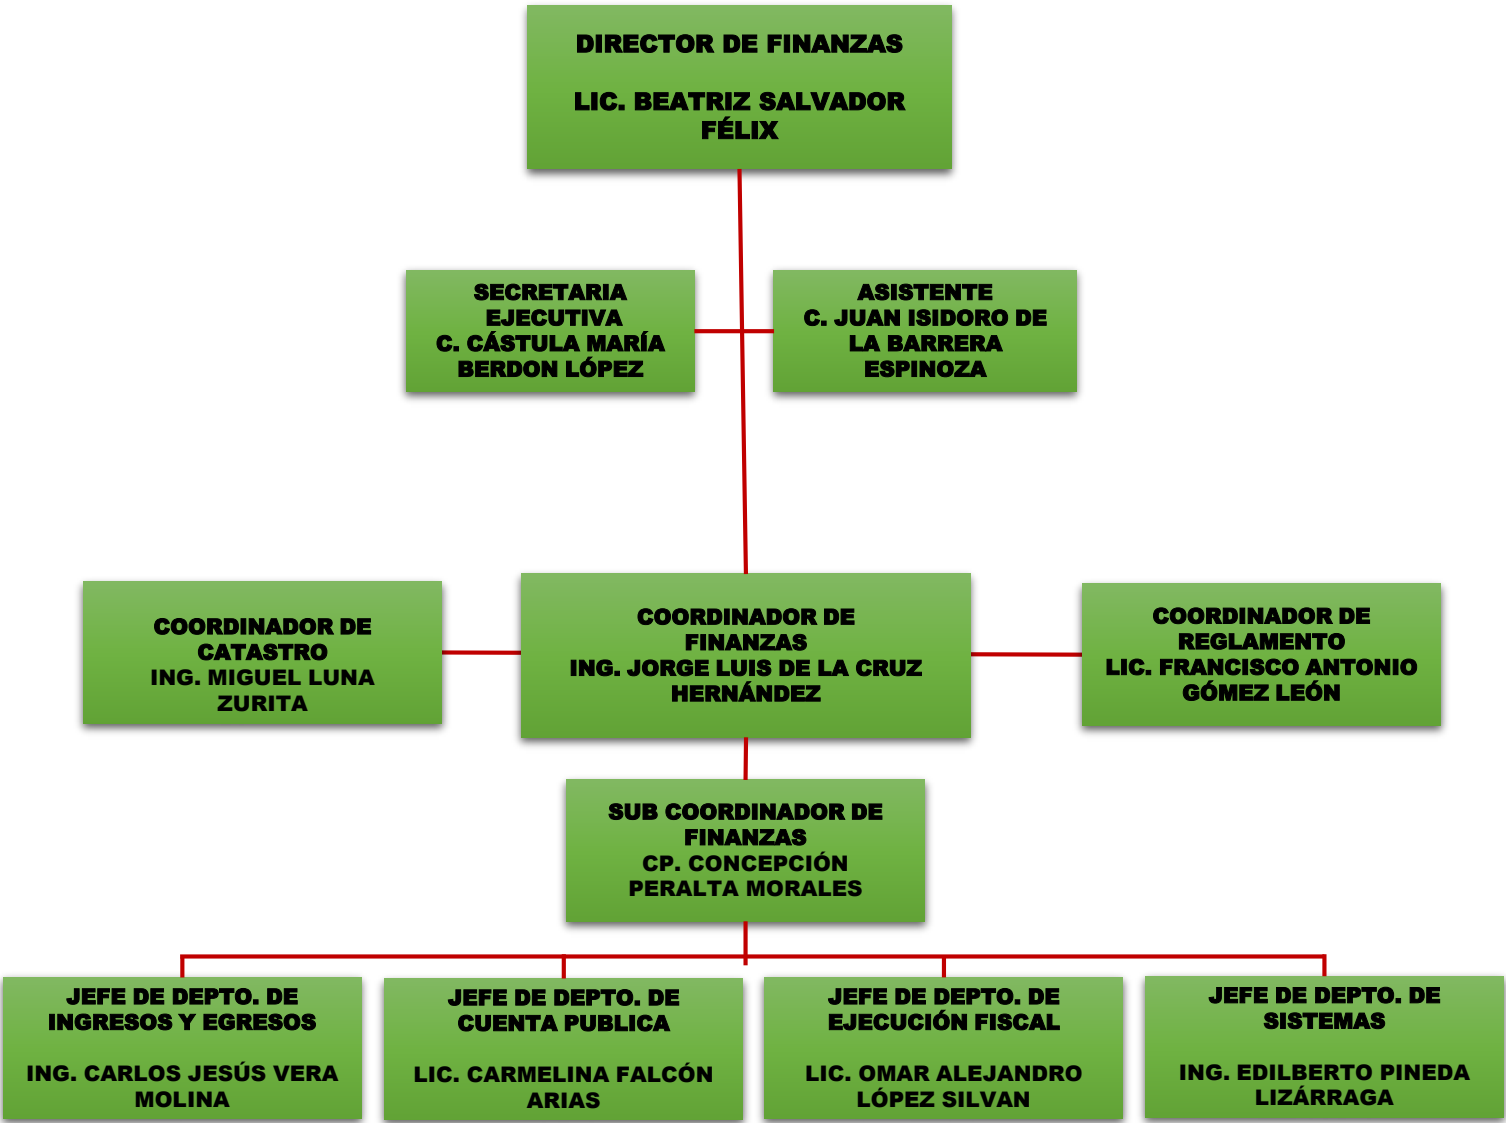 DIRECTOR DE FINANZAS
LIC. BEATRIZ SALVADOR
FÉLIX
SECRETARIA
EJECUTIVA
C. CÁSTULA MARÍA
BERDON LÓPEZ
ASISTENTE
C. JUAN ISIDORO DE
LA BARRERA
ESPINOZA
COORDINADOR DE
CATASTRO
ING. MIGUEL LUNA
ZURITA
COORDINADOR DE
FINANZAS
ING. JORGE LUIS DE LA CRUZ
HERNÁNDEZ
COORDINADOR DE
REGLAMENTO
LIC. FRANCISCO ANTONIO
GÓMEZ LEÓN
SUB COORDINADOR DE
FINANZAS
CP. CONCEPCIÓN
PERALTA MORALES
JEFE DE DEPTO. DE
INGRESOS Y EGRESOS
ING. CARLOS JESÚS VERA
MOLINA
JEFE DE DEPTO. DE
CUENTA PUBLICA
LIC. CARMELINA FALCÓN
ARIAS
JEFE DE DEPTO. DE
EJECUCIÓN FISCAL
LIC. OMAR ALEJANDRO
LÓPEZ SILVAN
JEFE DE DEPTO. DE
SISTEMAS
ING. EDILBERTO PINEDA
LIZÁRRAGA